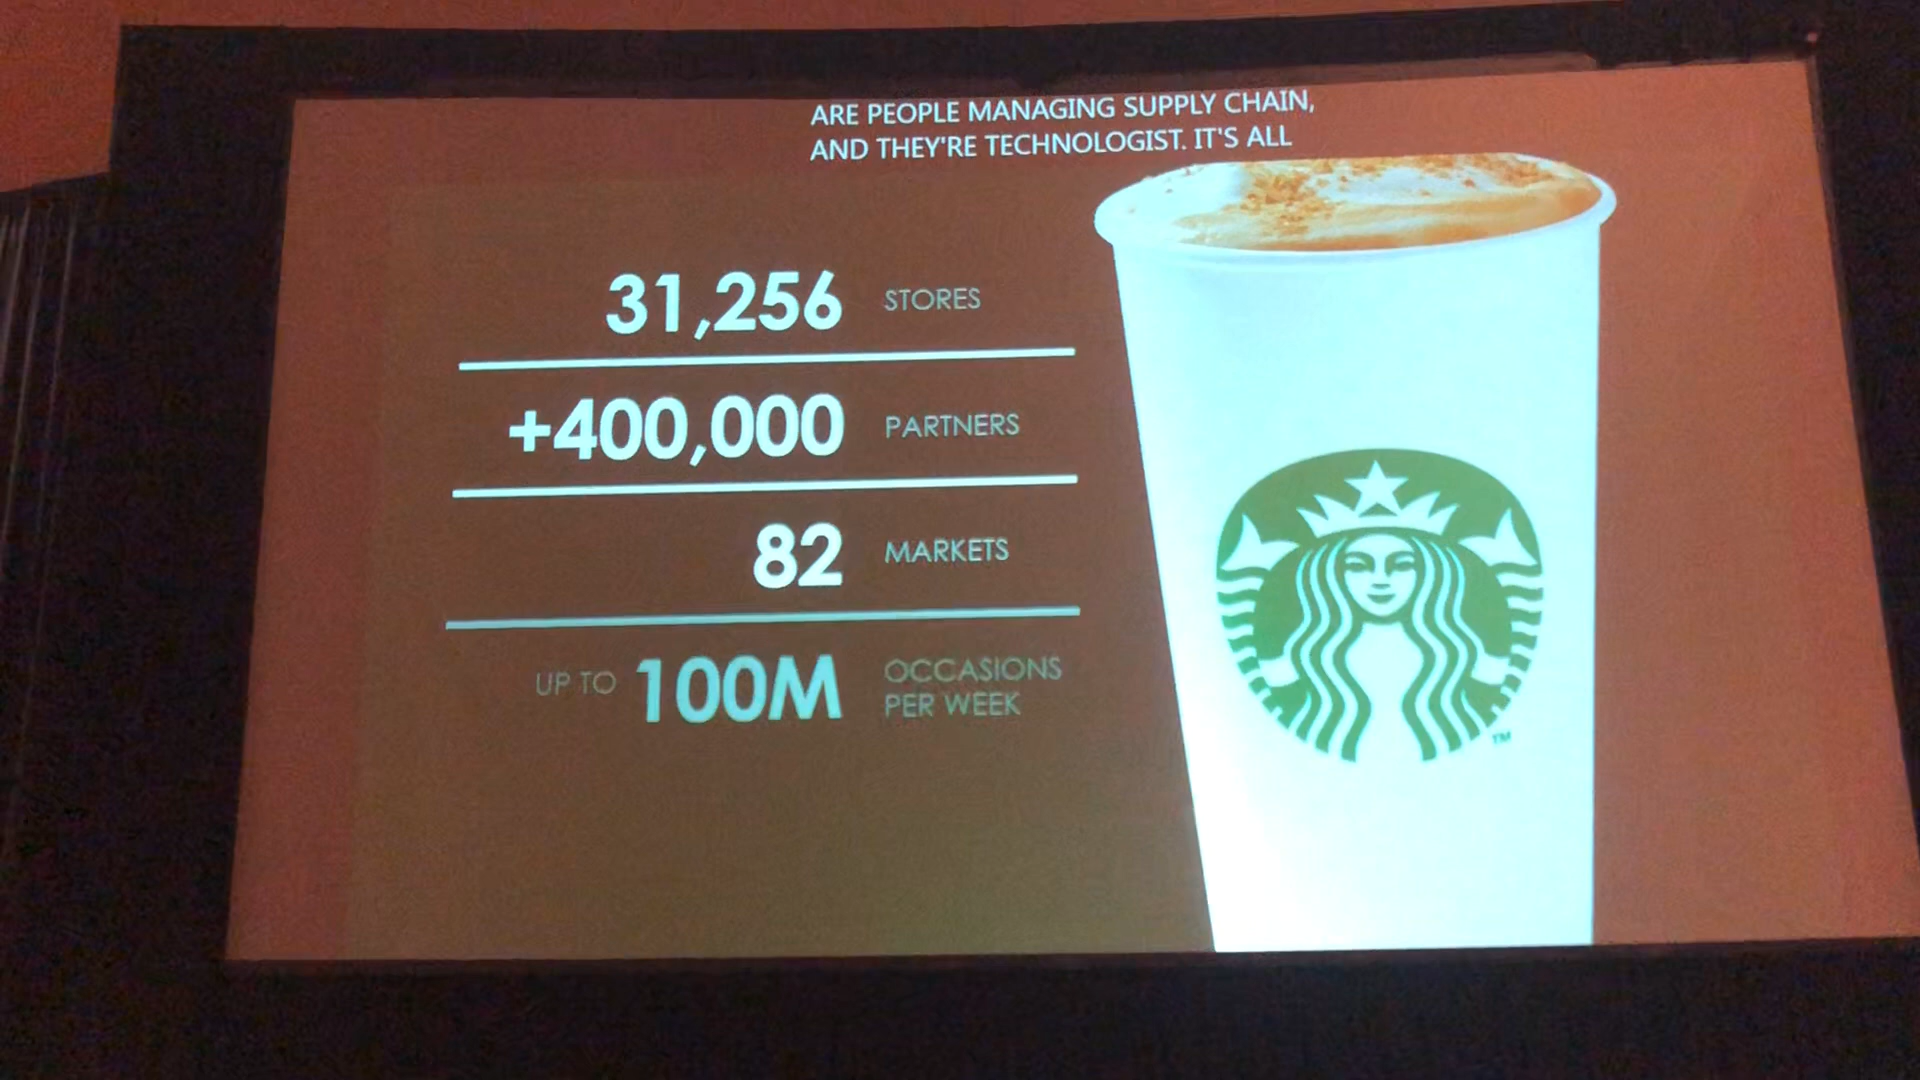 ARE PEOPLE MANAGING SUPPLY CHAIN,
AND THEY'RE TECHNOLOGIST. IT'S ALL
31,256 STORES
+400,000 PARTNERS
82 MARKETS
UP TO 100M OCCASIONS
PER WEEK
TM